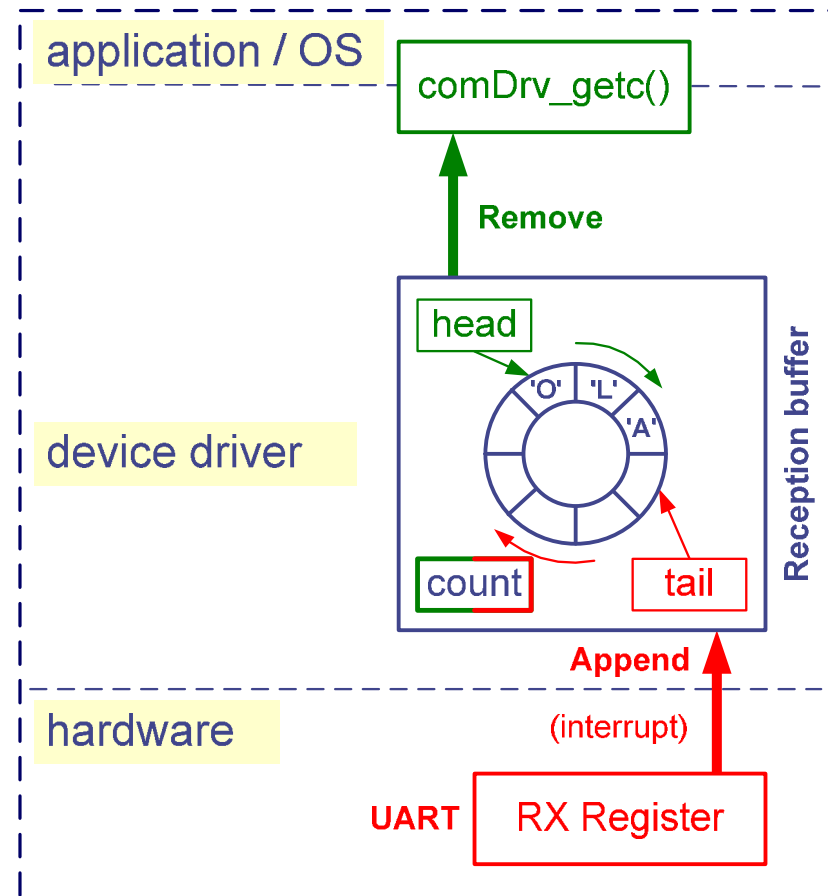 application / OS
comDrv_getc()
Remove
head
'O' 'L'
'A'
device driver
Reception buffer
count
tail
Append
hardware
(interrupt)
UART
RX Register